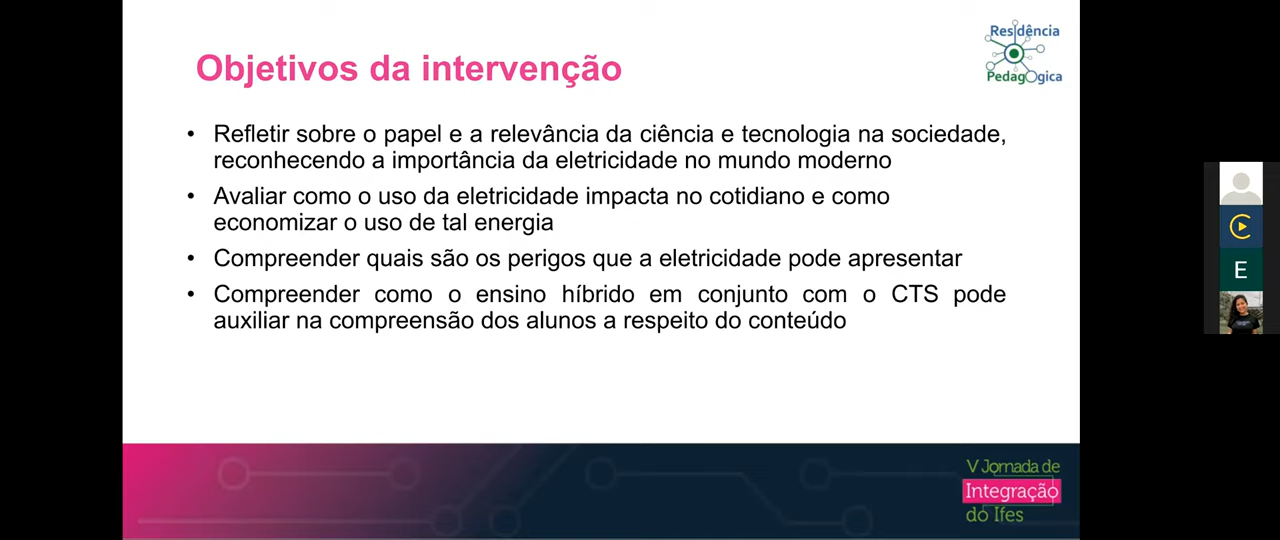 Residência
PedagOgica
Objetivos da intervenção
• Refletir sobre o papel e a relevância da ciência e tecnologia na sociedade,
reconhecendo a importância da eletricidade no mundo moderno
• Avaliar como o uso da eletricidade impacta no cotidiano e como
economizar o uso de tal energia
• Compreender quais são os perigos que a eletricidade pode apresentar
• Compreender como o ensino híbrido em conjunto com o CTS pode
auxiliar na compreensão dos alunos a respeito do conteúdo
E
V Jornada de
Integração
do Ifes